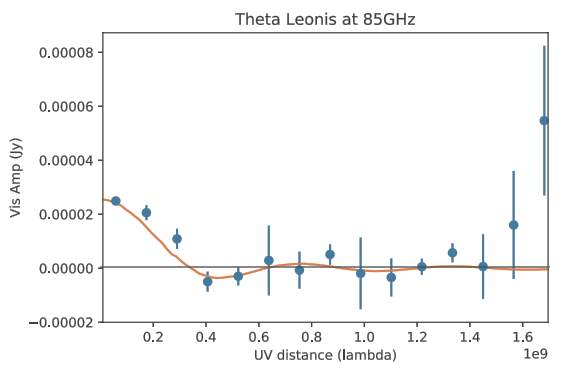 Theta Leonis at 85GHz
0.00008
0.00006
0.00004
0.00002
0.00000
−0.00002
Vis Amp (Jy)
0.2 0.4 0.6 0.8 1.0 1.2 1.4 1.6
UV distance (lambda)
1e9